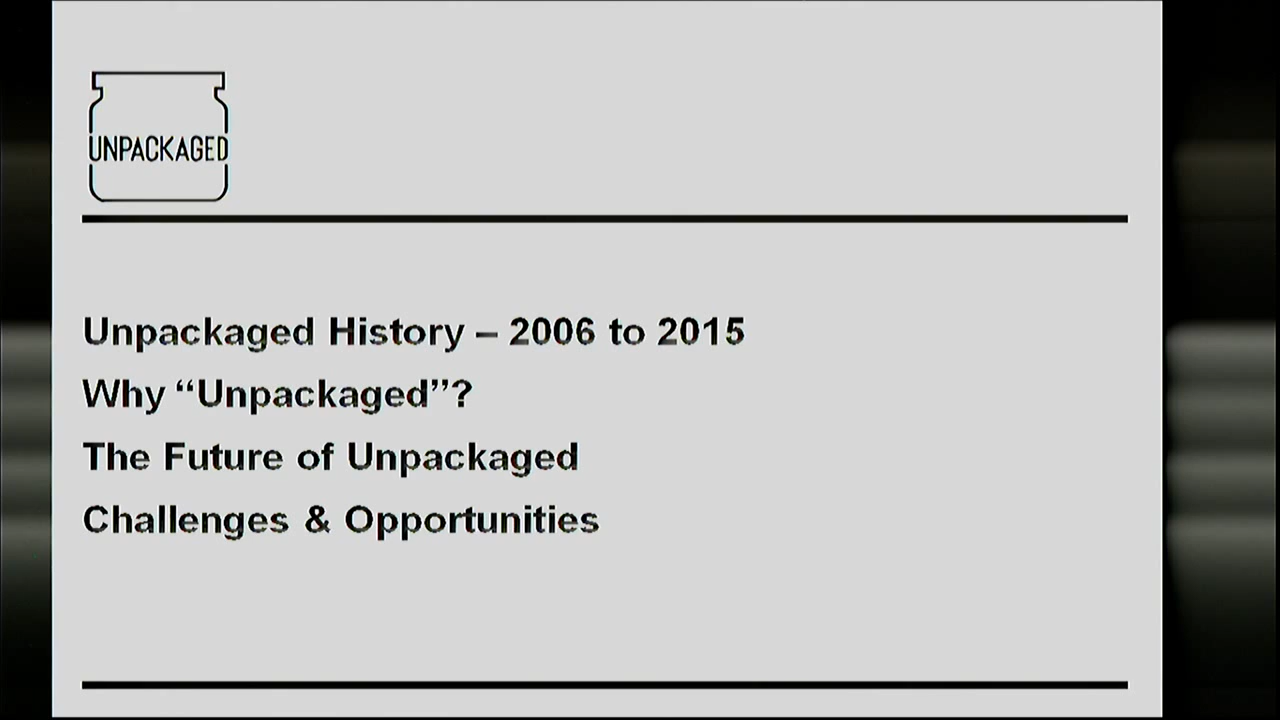 UNPACKAGED
Unpackaged History – 2006 to 2015
Why “Unpackaged”?
The Future of Unpackaged
Challenges & Opportunities